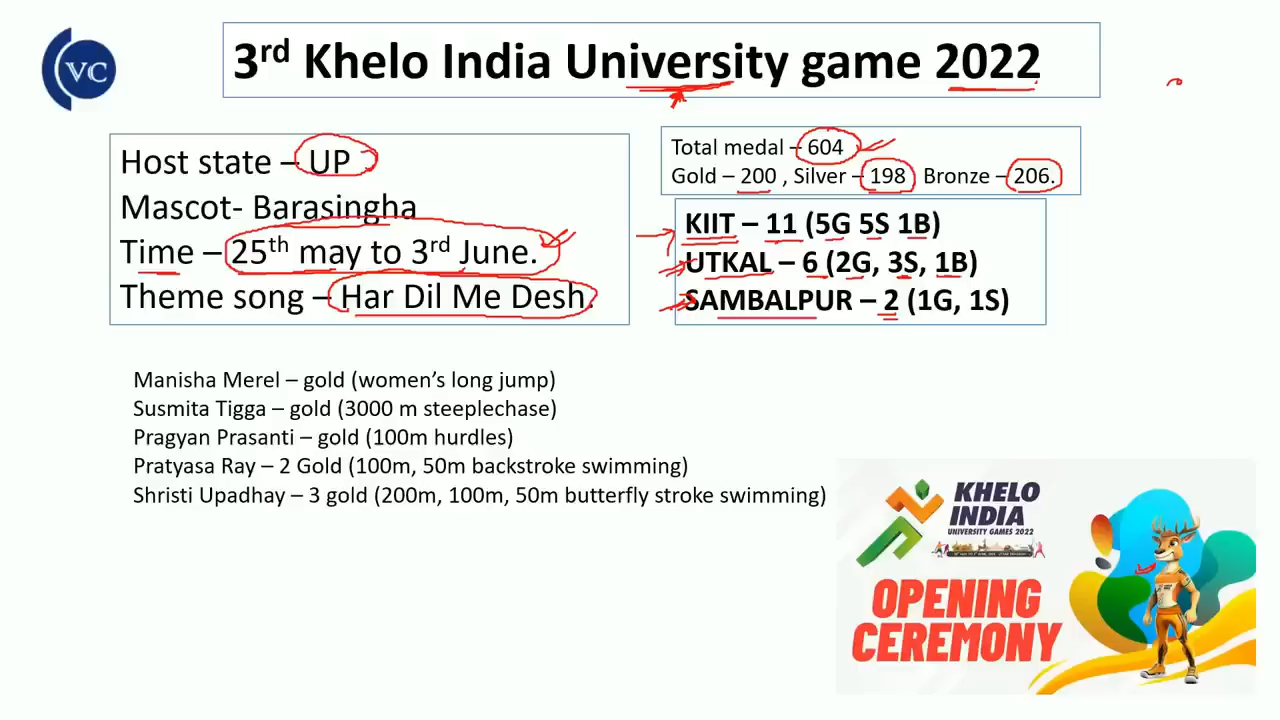 VC
3rd Khelo India University game 2022
Host state – UP
Mascot- Barasingha
Time – 25th may to 3rd June.
Theme song – Har Dil Me Desh.
Total medal – 604
Gold – 200 , Silver – 198 Bronze – 206.
KIIT – 11 (5G 5S 1B)
UTKAL – 6 (2G, 3S, 1B)
SAMBALPUR – 2 (1G, 1S)
Manisha Merel – gold (women’s long jump)
Susmita Tigga – gold (3000 m steeplechase)
Pragyan Prasanti – gold (100m hurdles)
Pratyasa Ray – 2 Gold (100m, 50m backstroke swimming)
Shristi Upadhay – 3 gold (200m, 100m, 50m butterfly stroke swimming)
KHELO
INDIA
UNIVERSITY GAMES 2022
OPENING
CEREMONY